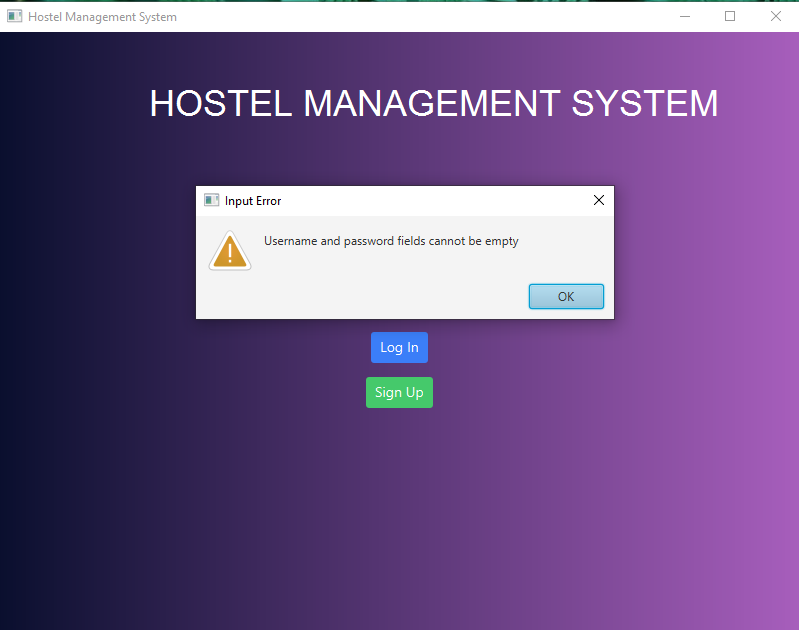 Hostel Management System
HOSTEL MANAGEMENT SYSTEM
Input Error
Username and password fields cannot be empty
OK
Log In
Sign Up